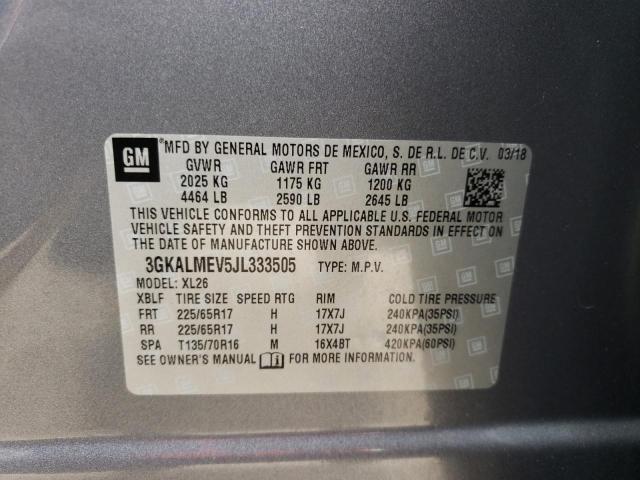 GM ® MFD BY GENERAL MOTORS DE MEXICO, S. DE R.L. DE C.V. 03/18
GVWR GAWR FRT GAWR RR
2025 KG 1175 KG 1200 KG
4464 LB 2590 LB 2645 LB
THIS VEHICLE CONFORMS TO ALL APPLICABLE U.S. FEDERAL MOTOR
VEHICLE SAFETY AND THEFT PREVENTION STANDARDS IN EFFECT ON
THE DATE OF MANUFACTURE SHOWN ABOVE.
3GKALMEV5JL333505 TYPE: M.P.V.
MODEL: XL26
XBLF TIRE SIZE SPEED RTG RIM COLD TIRE PRESSURE
FRT 225/65R17 H 17X7J 240KPA(35PSI)
RR 225/65R17 H 17X7J 240KPA(35PSI)
SPA T135/70R16 M 16X4BT 420KPA(60PSI)
SEE OWNER'S MANUAL FOR MORE INFORMATION